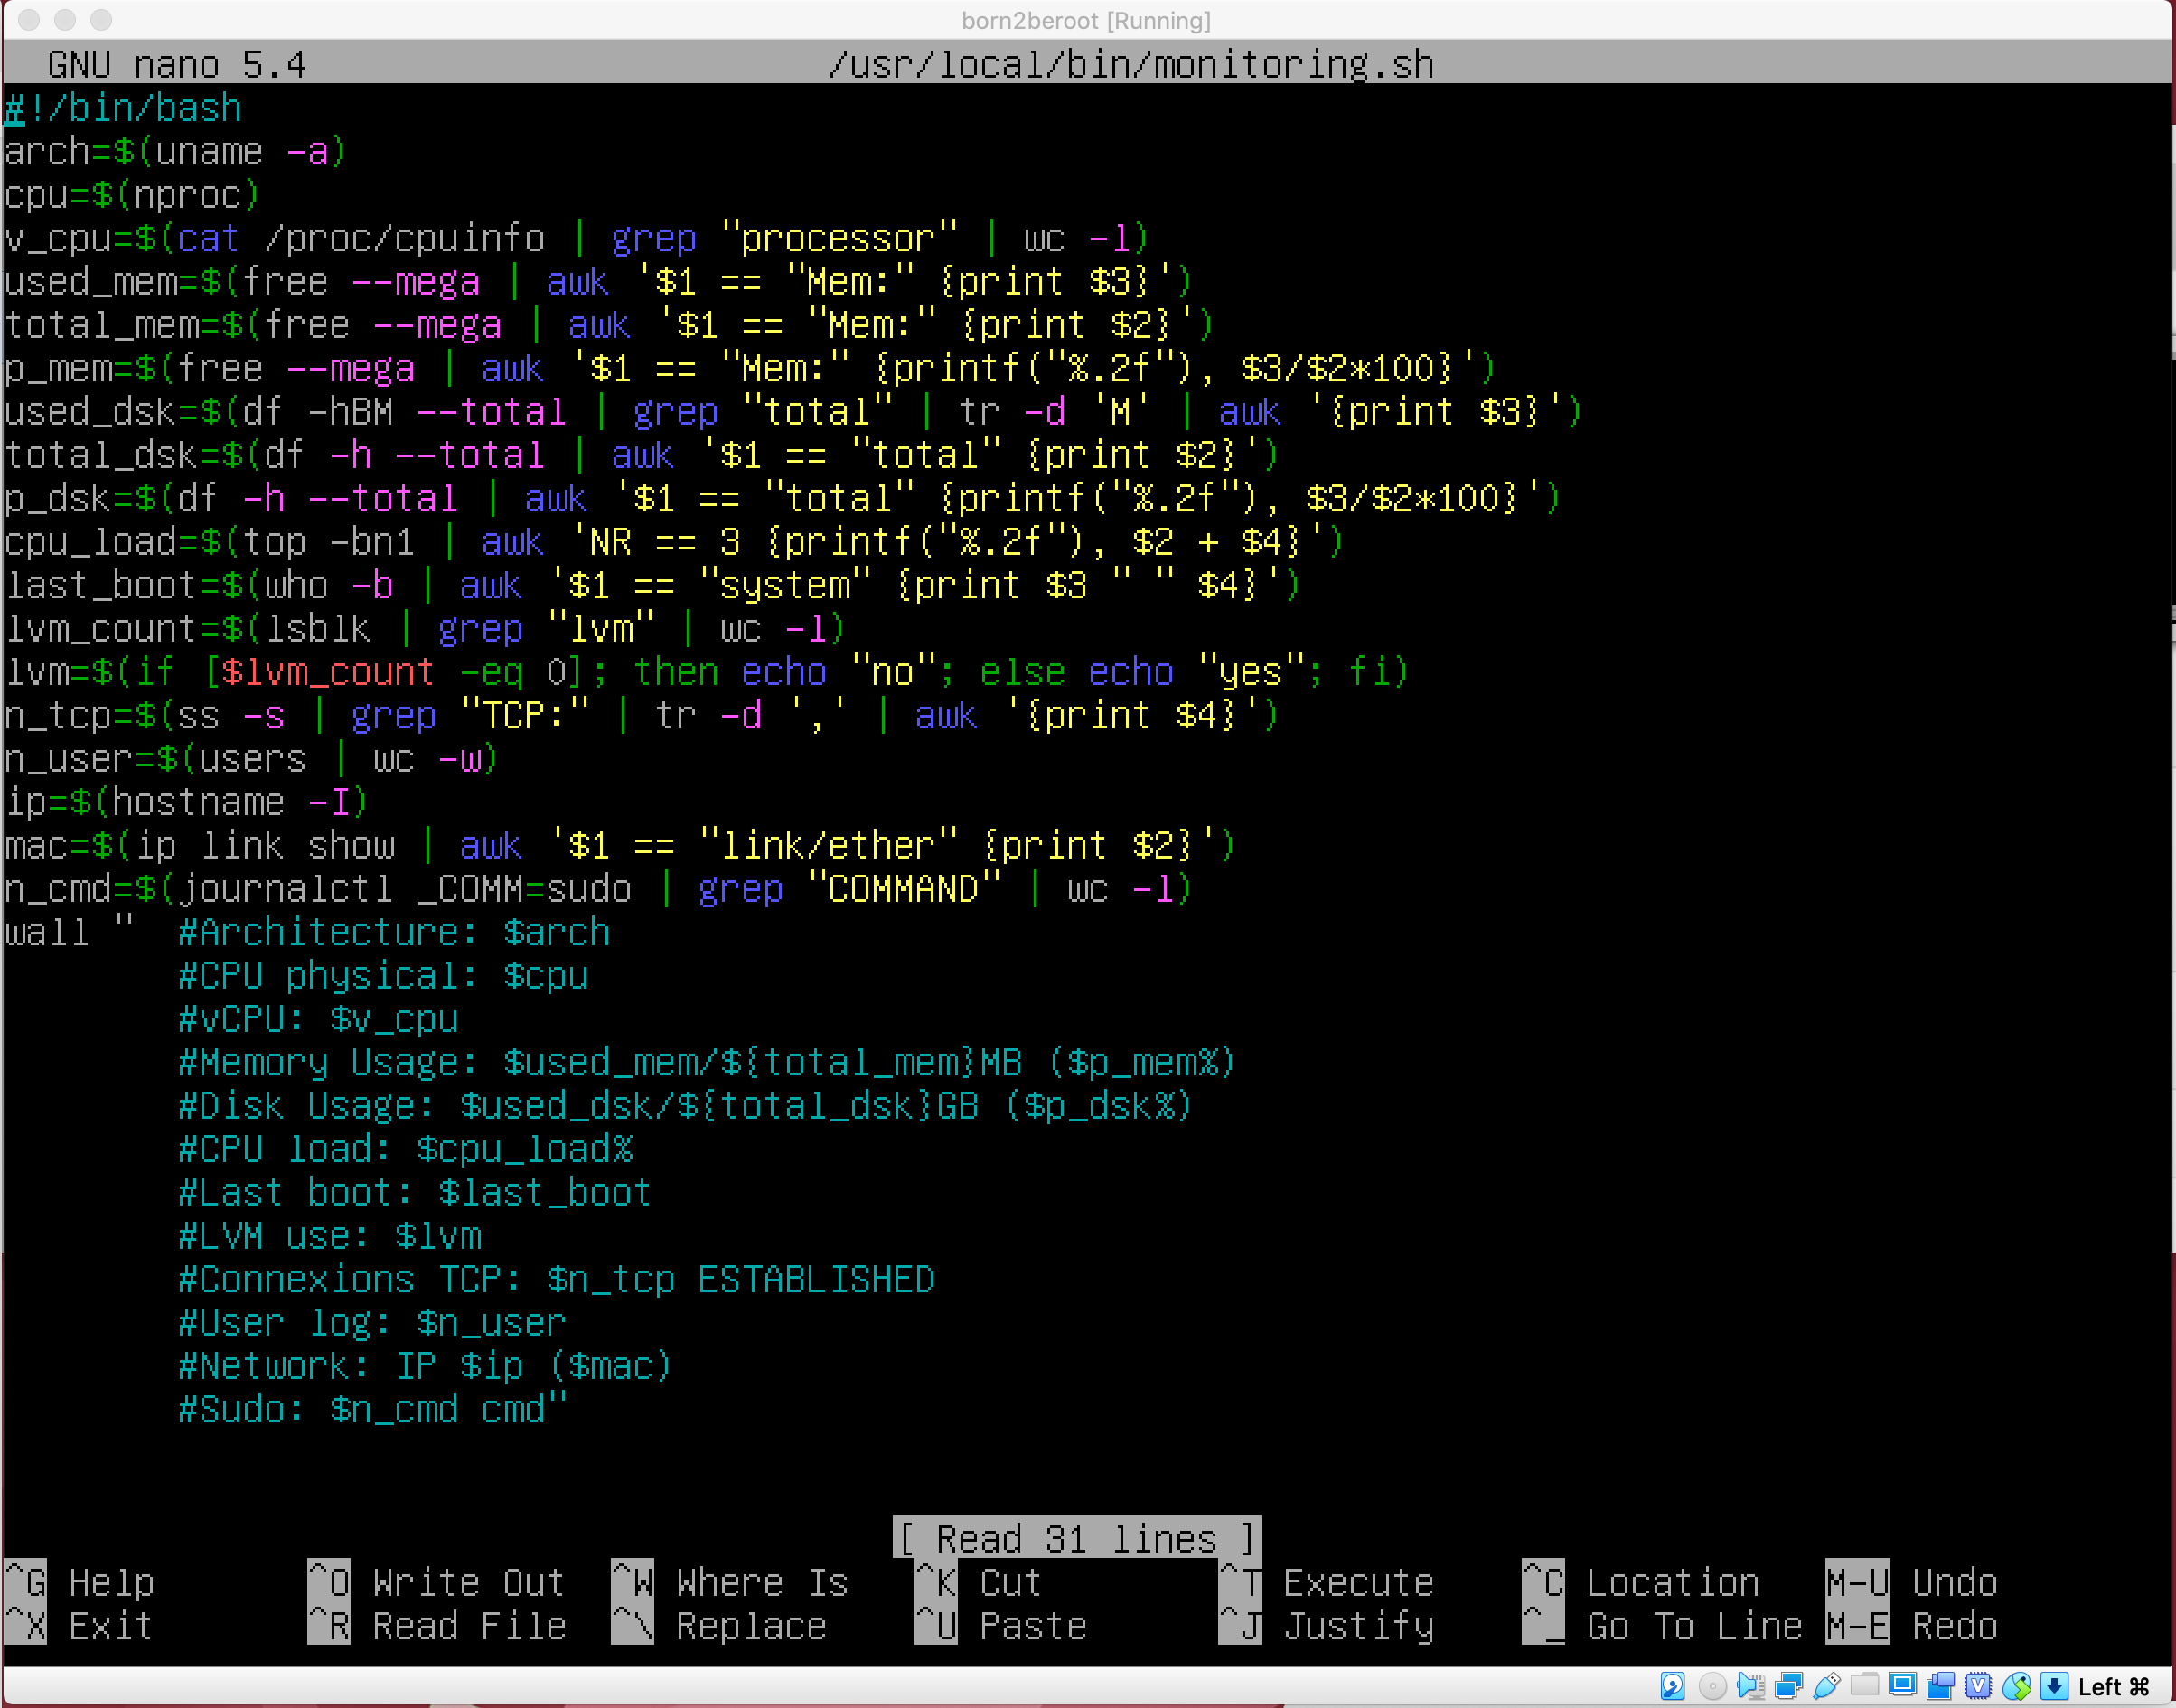 born2beroot [Running]
GNU nano 5.4 /usr/local/bin/monitoring.sh
#!/bin/bash
arch=$(uname -a)
cpu=$(nproc)
v_cpu=$(cat /proc/cpuinfo | grep "processor" | wc -l)
used_mem=$(free --mega | awk '$1 == "Mem:" {print $3}')
total_mem=$(free --mega | awk '$1 == "Mem:" {print $2}')
p_mem=$(free --mega | awk '$1 == "Mem:" {printf("%.2f"), $3/$2*100}')
used_dsk=$(df -hBM --total | grep "total" | tr -d 'M' | awk '{print $3}')
total_dsk=$(df -h --total | awk '$1 == "total" {print $2}')
p_dsk=$(df -h --total | awk '$1 == "total" {printf("%.2f"), $3/$2*100}')
cpu_load=$(top -bn1 | awk 'NR == 3 {printf("%.2f"), $2 + $4}')
last_boot=$(who -b | awk '$1 == "system" {print $3 " " $4}')
lvm_count=$(lsblk | grep "lvm" | wc -l)
lvm=$(if [$lvm_count -eq 0]; then echo "no"; else echo "yes"; fi)
n_tcp=$(ss -s | grep "TCP:" | tr -d ',' | awk '{print $4}')
n_user=$(users | wc -w)
ip=$(hostname -I)
mac=$(ip link show | awk '$1 == "link/ether" {print $2}')
n_cmd=$(journalctl _COMM=sudo | grep "COMMAND" | wc -l)
wall "  #Architecture: $arch
        #CPU physical: $cpu
        #vCPU: $v_cpu
        #Memory Usage: $used_mem/${total_mem}MB ($p_mem%)
        #Disk Usage: $used_dsk/${total_dsk}GB ($p_dsk%)
        #CPU load: $cpu_load%
        #Last boot: $last_boot
        #LVM use: $lvm
        #Connexions TCP: $n_tcp ESTABLISHED
        #User log: $n_user
        #Network: IP $ip ($mac)
        #Sudo: $n_cmd cmd"
[ Read 31 lines ]
^G Help ^O Write Out ^W Where Is ^K Cut ^T Execute ^C Location M-U Undo
^X Exit ^R Read File ^\ Replace ^U Paste ^J Justify ^_ Go To Line M-E Redo
Left ⌘